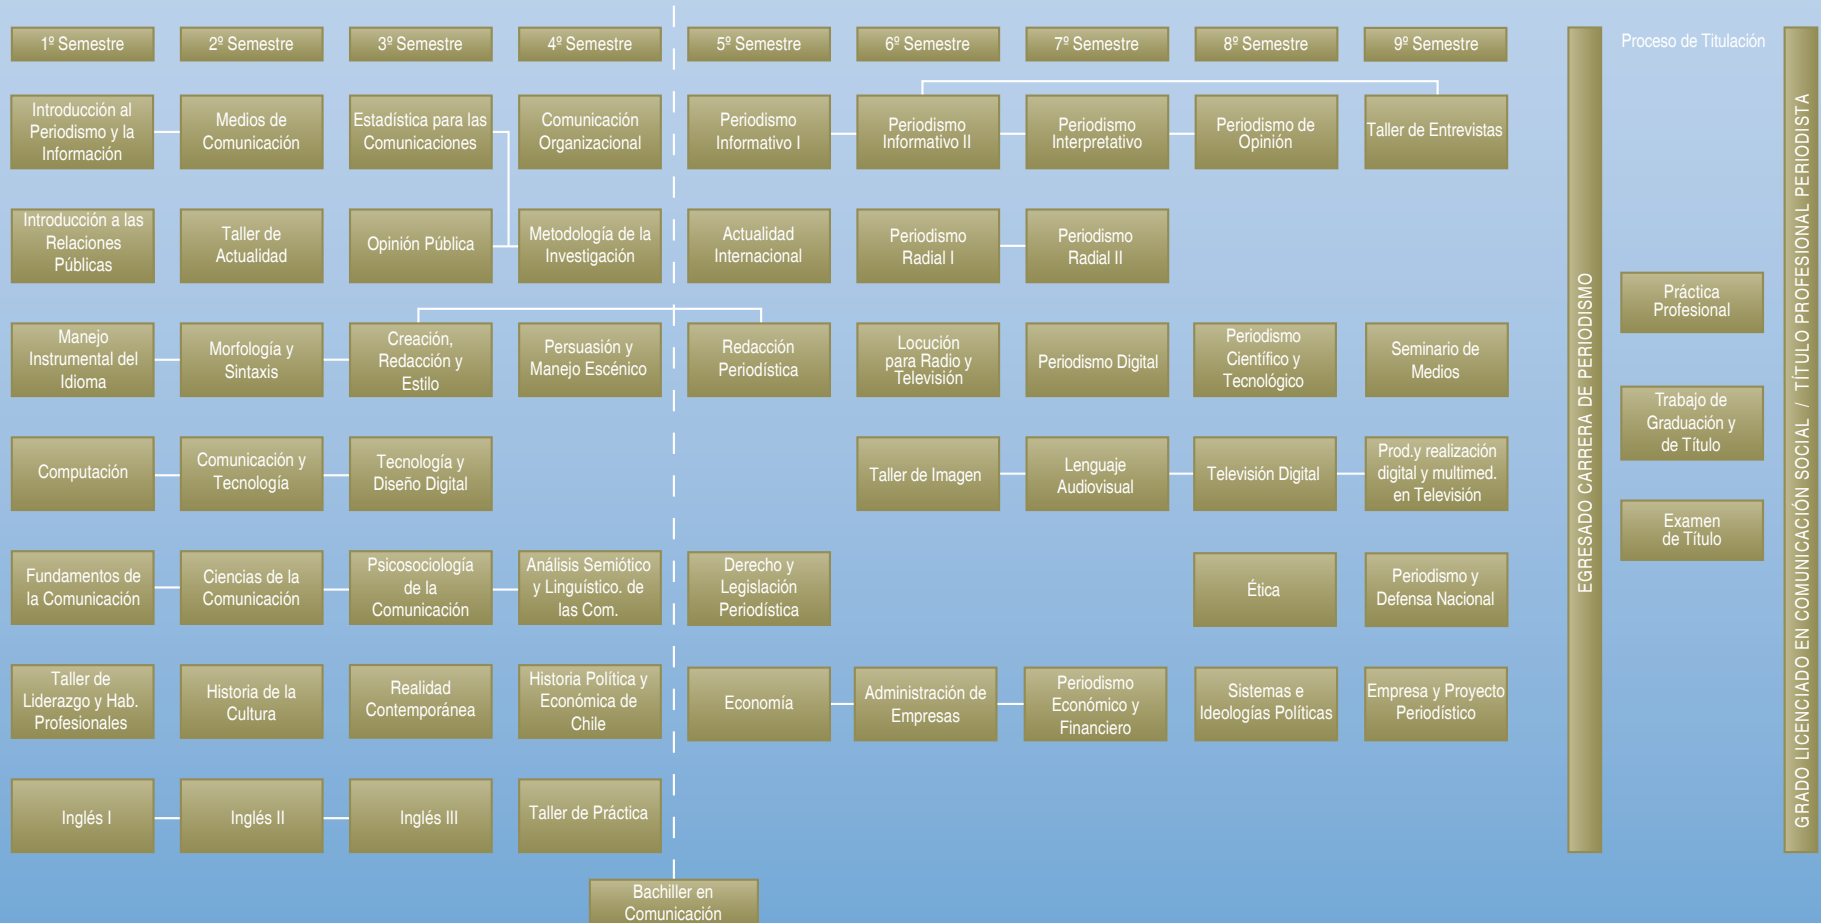 1º Semestre
2º Semestre
3º Semestre
4º Semestre
5º Semestre
6º Semestre
7º Semestre
8º Semestre
9º Semestre
Proceso de Titulación
Introducción al
Periodismo y la
Información
Medios de
Comunicación
Estadística para las
Comunicaciones
Comunicación
Organizacional
Periodismo
Informativo I
Periodismo
Informativo II
Periodismo
Interpretativo
Periodismo de
Opinión
Taller de Entrevistas
Introducción a las
Relaciones
Públicas
Taller de
Actualidad
Opinión Pública
Metodología de la
Investigación
Actualidad
Internacional
Periodismo
Radial I
Periodismo
Radial II
Manejo
Instrumental del
Idioma
Morfología y
Sintaxis
Creación,
Redacción y
Estilo
Persuasión y
Manejo Escénico
Redacción
Periodística
Locución
para Radio y
Televisión
Periodismo Digital
Periodismo
Científico y
Tecnológico
Seminario de
Medios
Computación
Comunicación y
Tecnología
Tecnología y
Diseño Digital
Taller de Imagen
Lenguaje
Audiovisual
Televisión Digital
Prod.y realización
digital y multimed.
en Televisión
Fundamentos de
la Comunicación
Ciencias de la
Comunicación
Psicosociología
de la
Comunicación
Análisis Semiótico
y Linguístico. de
las Com.
Derecho y
Legislación
Periodística
Ética
Periodismo y
Defensa Nacional
Taller de
Liderazgo y Hab.
Profesionales
Historia de la
Cultura
Realidad
Contemporánea
Historia Política y
Económica de
Chile
Economía
Administración de
Empresas
Periodismo
Económico y
Financiero
Sistemas e
Ideologías Políticas
Empresa y Proyecto
Periodístico
Inglés I
Inglés II
Inglés III
Taller de Práctica
Bachiller en
Comunicación
EGRESADO CARRERA DE PERIODISMO
Práctica
Profesional
Trabajo de
Graduación y
de Título
Examen
de Título
GRADO LICENCIADO EN COMUNICACIÓN SOCIAL / TÍTULO PROFESIONAL PERIODISTA